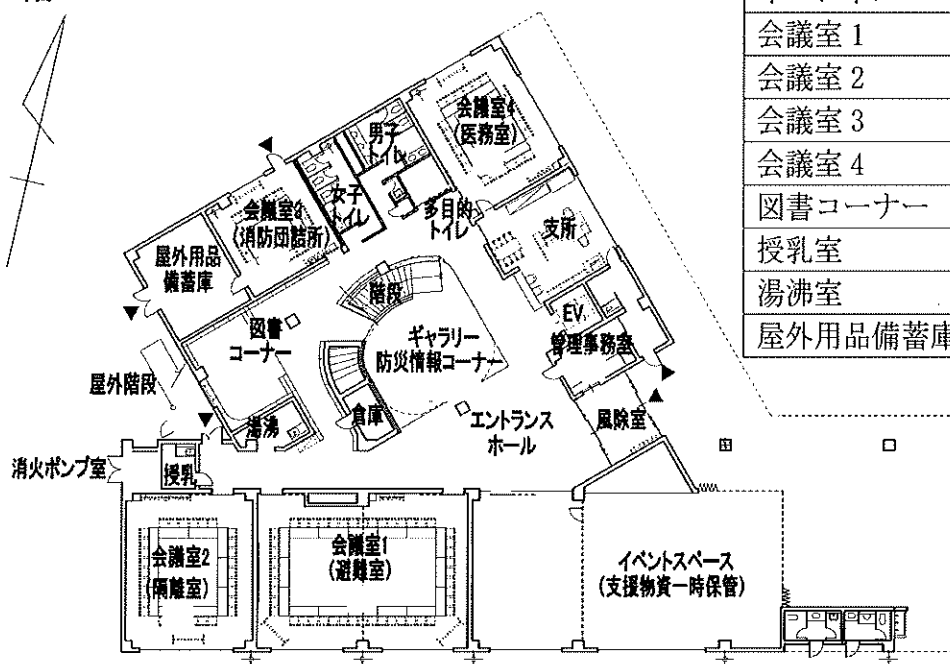 会議室4
(医務室)
男子
トイレ
女子
トイレ
多目的
トイレ
会議室3
(消防団詰所)
支所
屋外用品
備蓄庫
階段
EV
図書
コーナー
ギャラリー
防災情報コーナー
管理事務室
屋外階段
倉庫
エントランス
ホール
風除室
湯沸
消火ポンプ室
授乳
会議室2
(隔離室)
会議室1
(避難室)
イベントスペース
(支援物資一時保管)
会議室 1
会議室 2
会議室 3
会議室 4
図書コーナー
授乳室
湯沸室
屋外用品備蓄庫